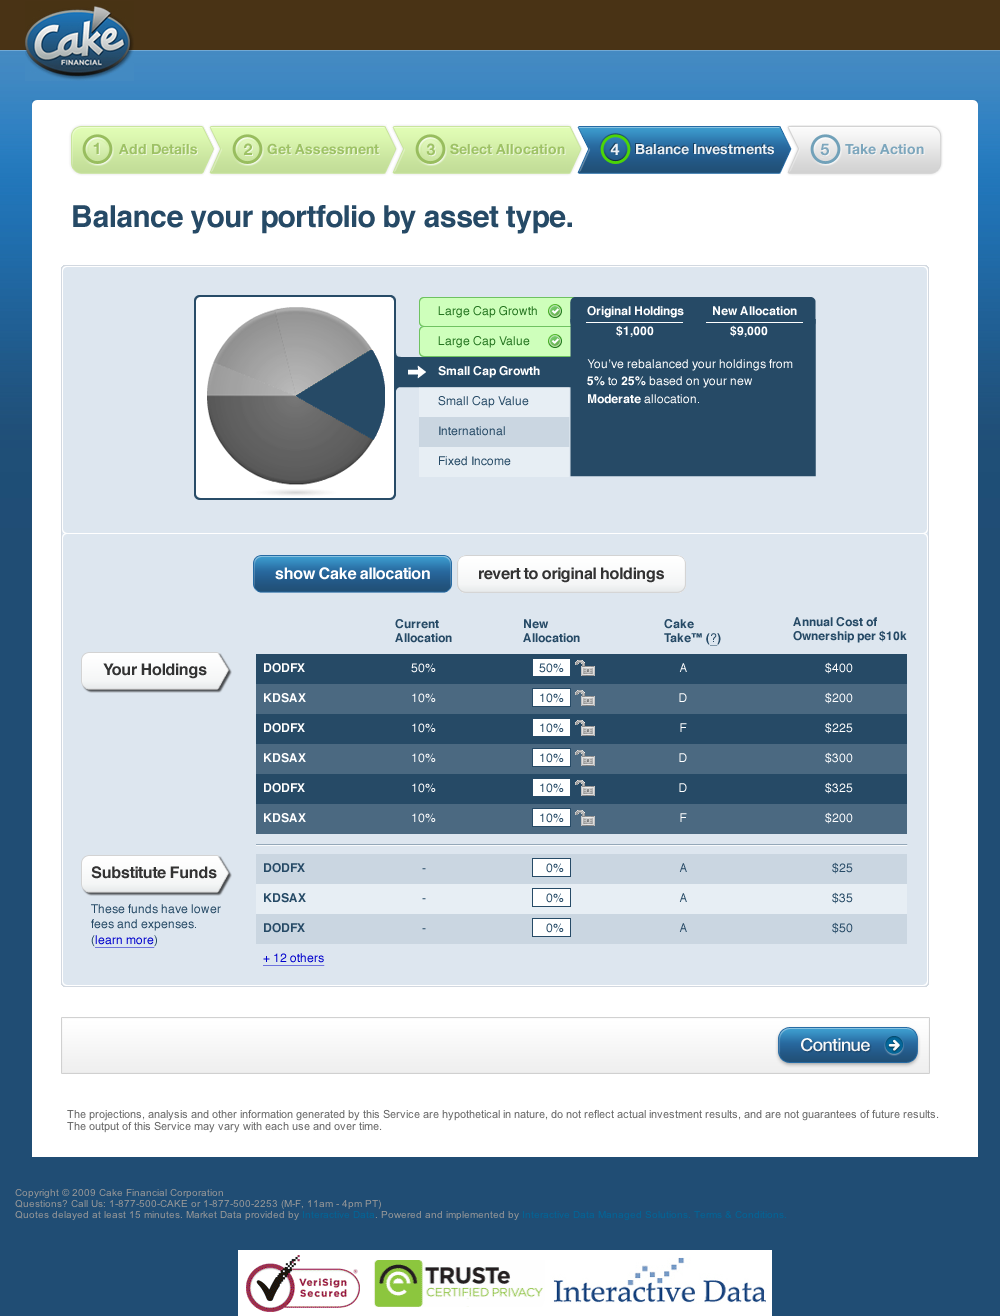 Cake
FINANCIAL
1 Add Details
2 Get Assessment
3 Select Allocation
4 Balance Investments
5 Take Action
Balance your portfolio by asset type.
Large Cap Growth
Large Cap Value
Small Cap Growth
Small Cap Value
International
Fixed Income
Original Holdings New Allocation
$1,000 $9,000
You've rebalanced your holdings from
5% to 25% based on your new
Moderate allocation.
show Cake allocation
revert to original holdings
Current Allocation New Allocation Cake Take™ (?) Annual Cost of Ownership per $10k
Your Holdings
DODFX 50% 50% A $400
KDSAX 10% 10% D $200
DODFX 10% 10% F $225
KDSAX 10% 10% D $300
DODFX 10% 10% D $325
KDSAX 10% 10% F $200
Substitute Funds
These funds have lower
fees and expenses.
(learn more)
DODFX - 0% A $25
KDSAX - 0% A $35
DODFX - 0% A $50
+ 12 others
Continue
The projections, analysis and other information generated by this Service are hypothetical in nature, do not reflect actual investment results, and are not guarantees of future results.
The output of this Service may vary with each use and over time.
Copyright © 2009 Cake Financial Corporation
Questions? Call Us: 1-877-500-CAKE or 1-877-500-2253 (M-F, 11am - 4pm PT)
Quotes delayed at least 15 minutes. Market Data provided by Interactive Data. Powered and implemented by Interactive Data Managed Solutions. Terms & Conditions
VeriSign
Secured
TRUSTe
CERTIFIED PRIVACY
Interactive Data